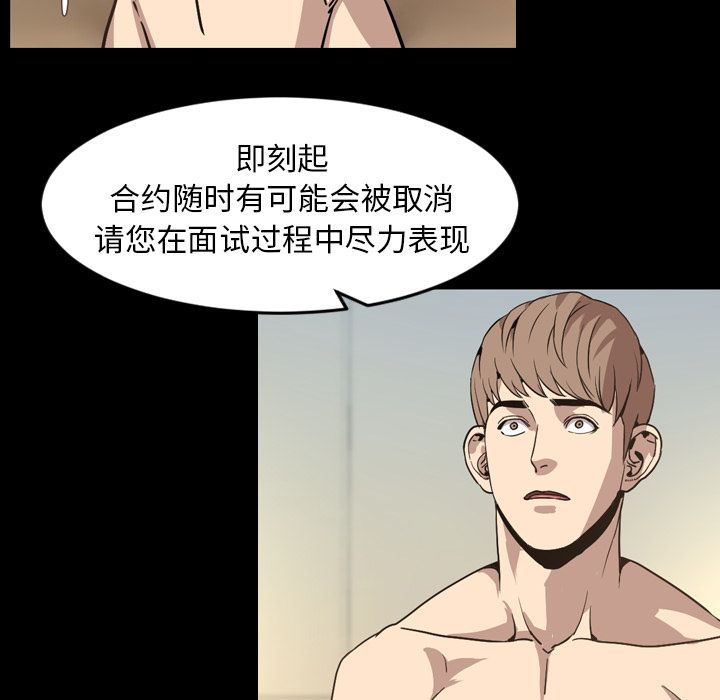 即刻起
合约随时有可能会被取消
请您在面试过程中尽力表现